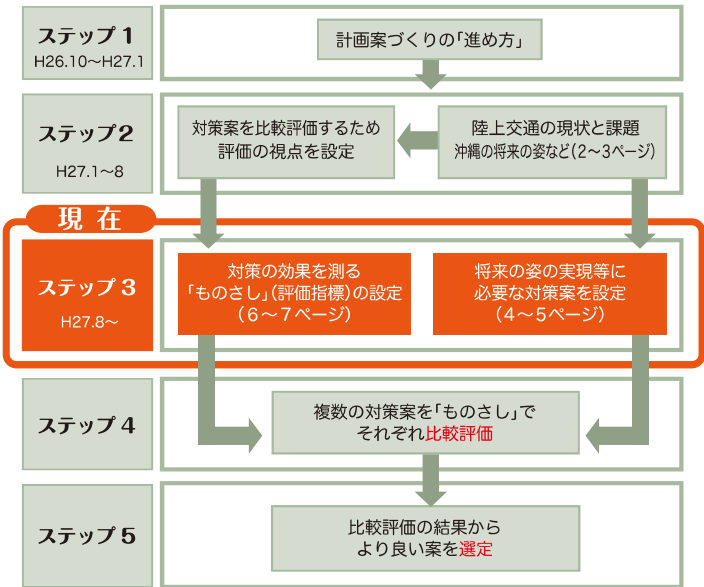 ステップ1
H26.10〜H27.1
計画案づくりの「進め方」
ステップ2
H27.1〜8
対策案を比較評価するため
評価の視点を設定
陸上交通の現状と課題
沖縄の将来の姿など(2〜3ページ)
現在
ステップ3
H27.8〜
対策の効果を測る
「ものさし」(評価指標)の設定
(6〜7ページ)
将来の姿の実現等に
必要な対策案を設定
(4〜5ページ)
ステップ4
複数の対策案を「ものさし」で
それぞれ比較評価
ステップ5
比較評価の結果から
より良い案を選定